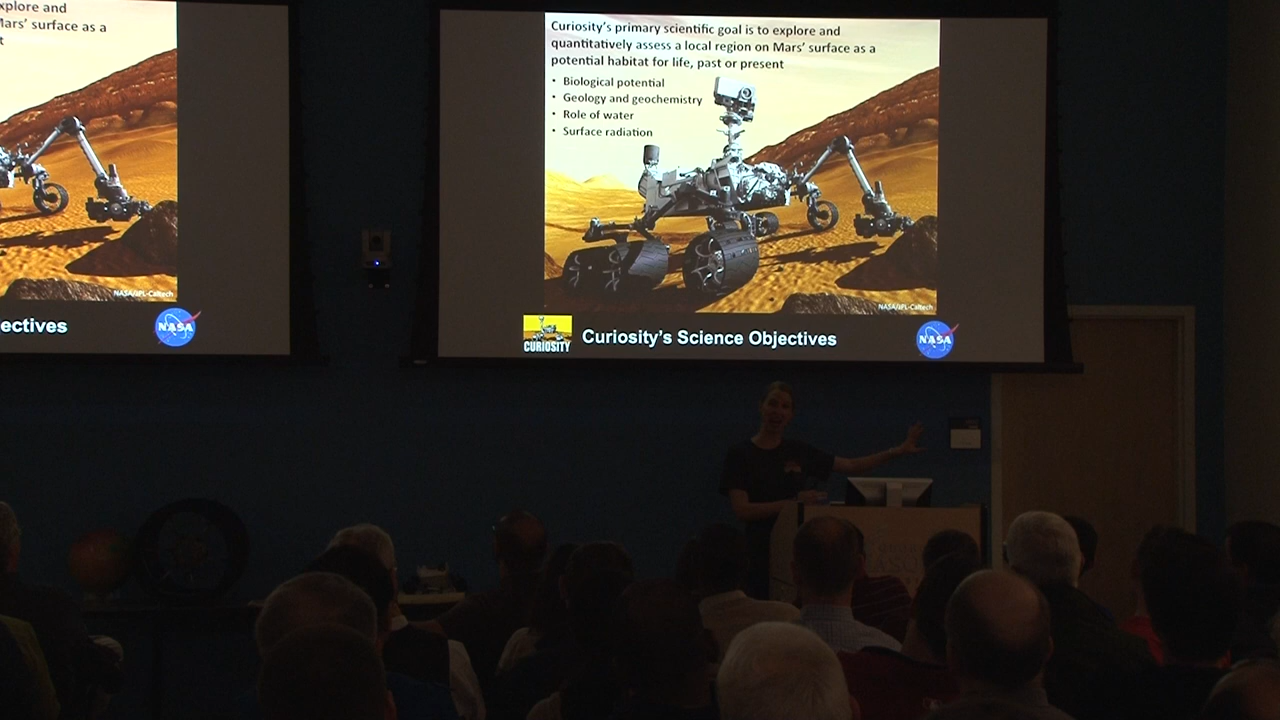 xplore and
Mars' surface as a
t
NASA/JPL-Caltech
ectives
NASA
Curiosity's primary scientific goal is to explore and
quantitatively assess a local region on Mars' surface as a
potential habitat for life, past or present
• Biological potential
• Geology and geochemistry
• Role of water
• Surface radiation
NASA/JPL-Caltech
CURIOSITY
Curiosity's Science Objectives
NASA